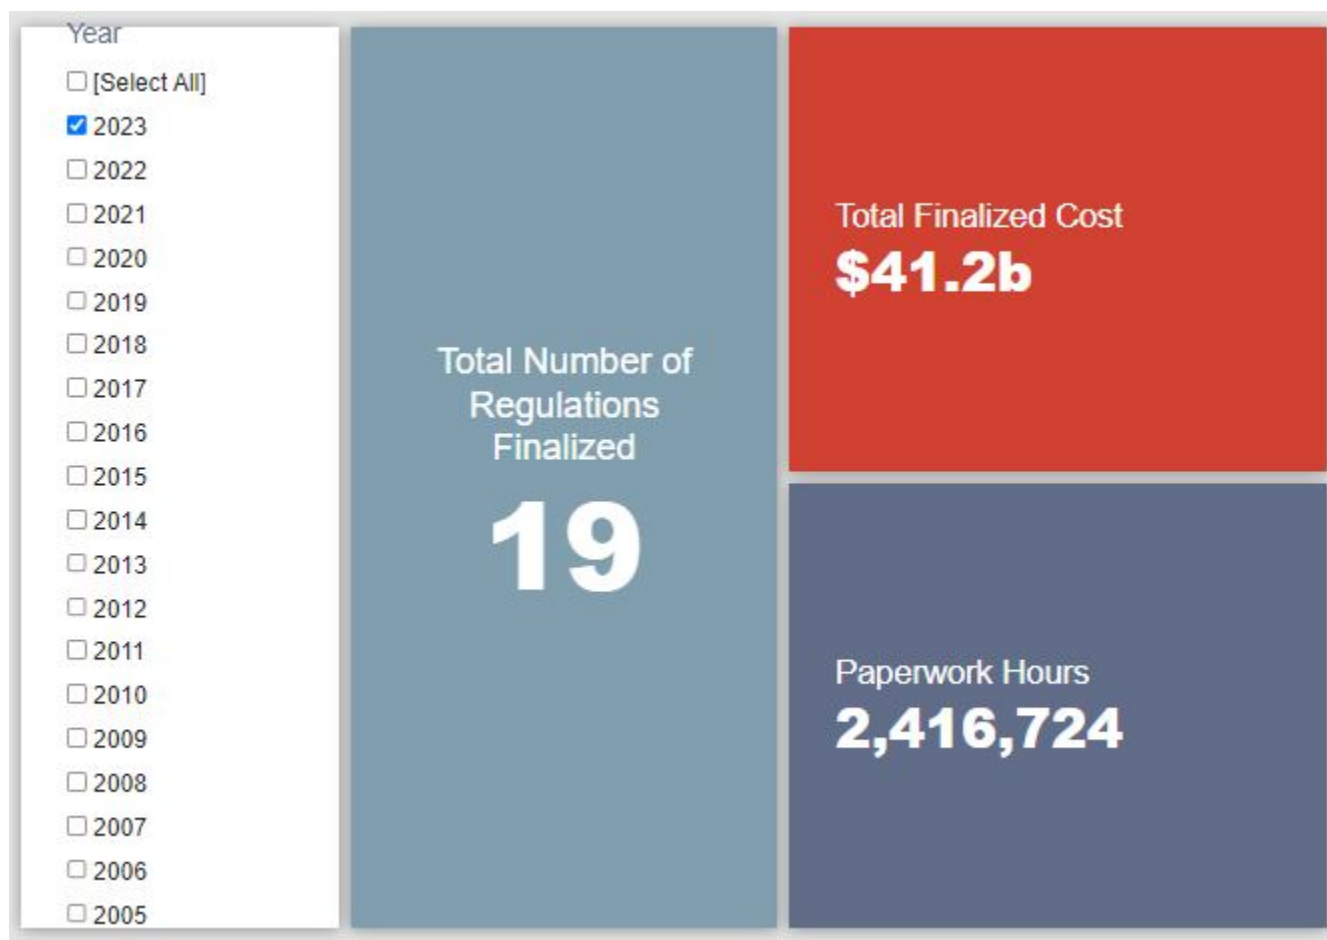 Year
[Select All]
2023
2022
2021
2020
2019
2018
2017
2016
2015
2014
2013
2012
2011
2010
2009
2008
2007
2006
2005
Total Number of
Regulations
Finalized
19
Total Finalized Cost
$41.2b
Paperwork Hours
2,416,724